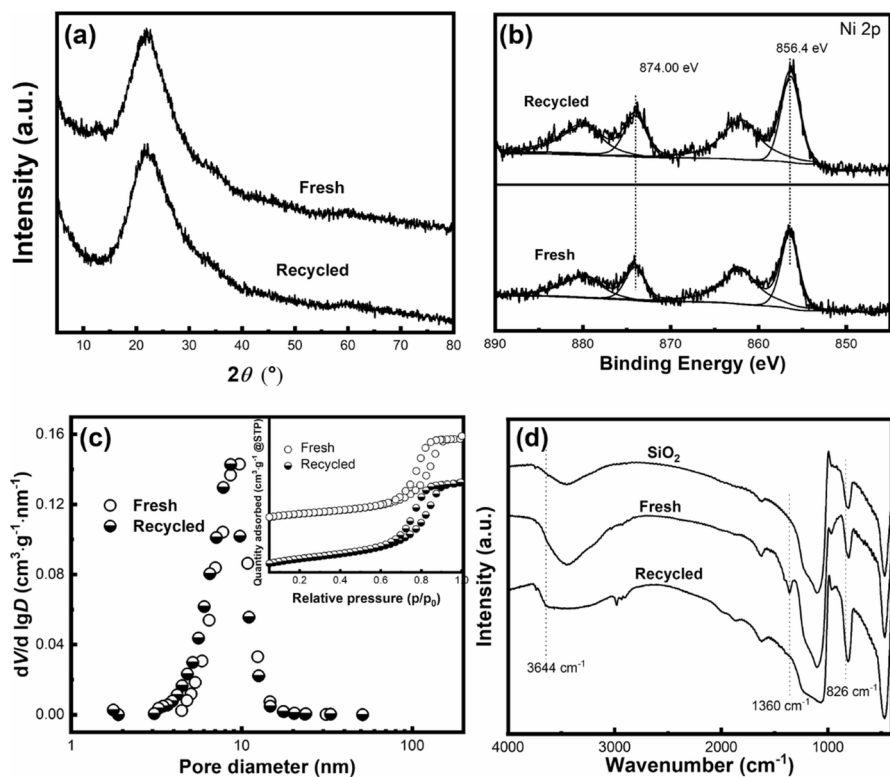 (a)
Intensity (a.u.)
Fresh
Recycled
10 20 30 40 50 60 70 80
2θ (°)
(b)
Ni 2p
874.00 eV
856.4 eV
Recycled
Fresh
890 880 870 860 850
Binding Energy (eV)
(c)
dV/d lgD (cm³·g⁻¹·nm⁻¹)
0.16
0.12
0.08
0.04
0.00
Fresh
Recycled
Quantity adsorbed (cm³·g⁻¹ @STP)
Fresh
Recycled
0.2 0.4 0.6 0.8 1.0
Relative pressure (p/p₀)
1 10 100
Pore diameter (nm)
(d)
Intensity (a.u.)
SiO₂
Fresh
Recycled
3644 cm⁻¹
1360 cm⁻¹
826 cm⁻¹
4000 3000 2000 1000
Wavenumber (cm⁻¹)